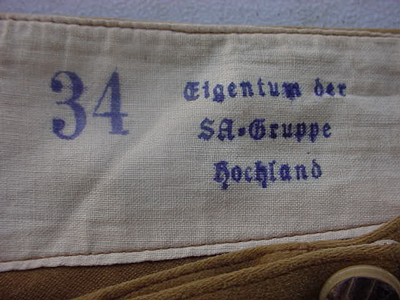 34
Eigentum der
SA-Gruppe
Hochland